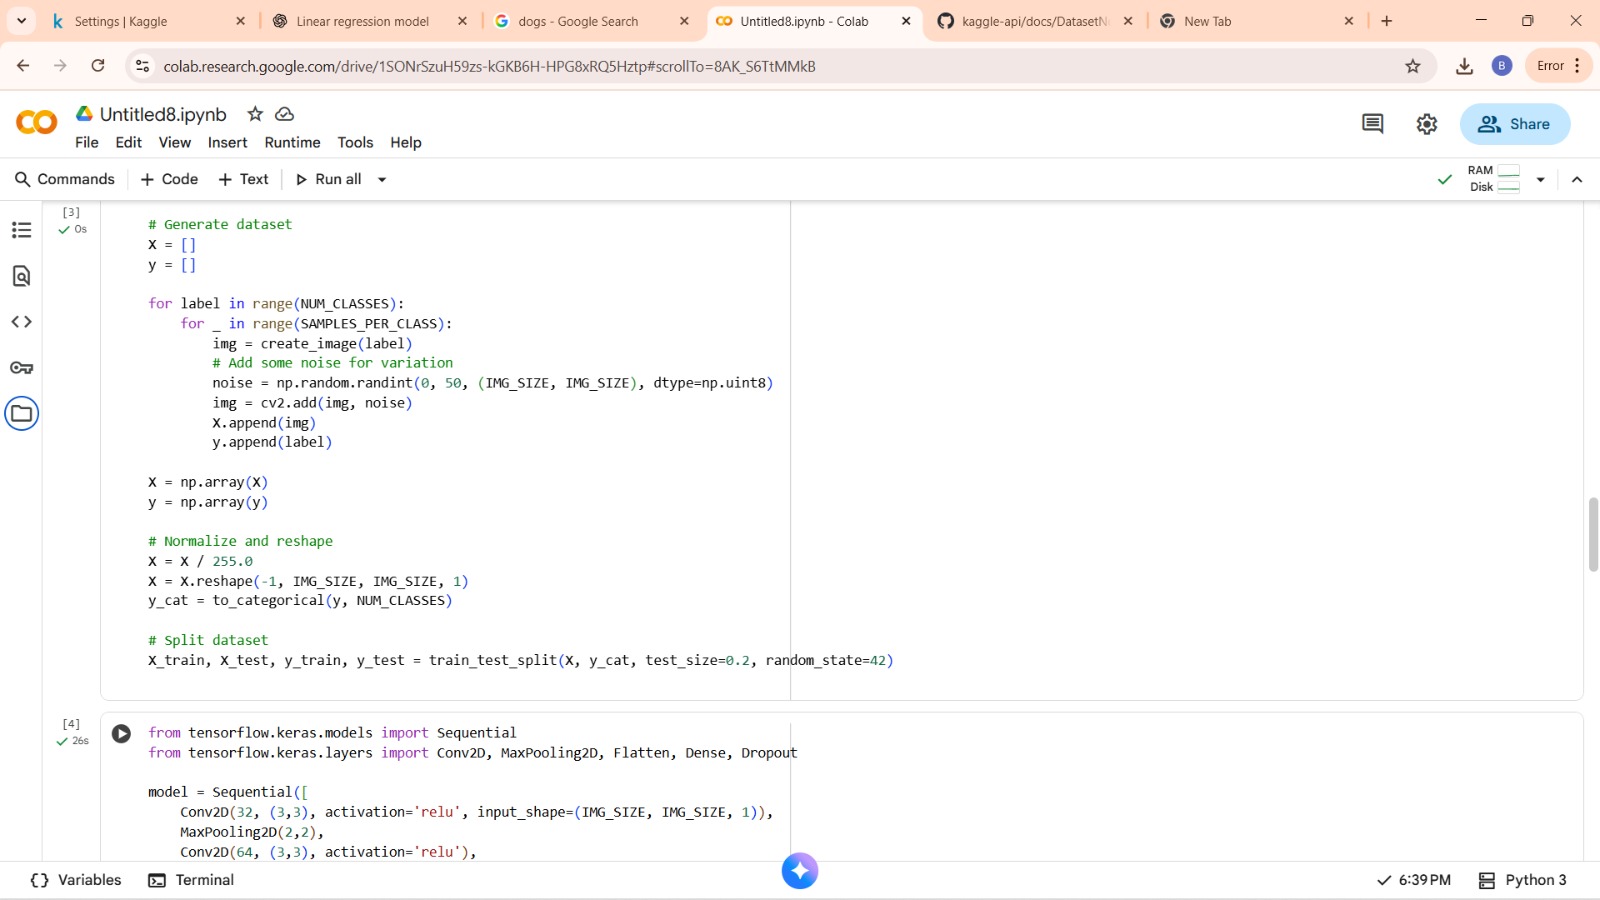 Settings | Kaggle
Linear regression model
dogs - Google Search
Untitled8.ipynb - Colab
kaggle-api/docs/DatasetN
New Tab
colab.research.google.com/drive/1SONrSzuH59zs-kGKB6H-HPG8xRQ5Hztp#scrollTo=8AK_S6TtMMkB
B
Error
Untitled8.ipynb
File Edit View Insert Runtime Tools Help
Share
Commands + Code + Text Run all
RAM
Disk
[3]
0s
# Generate dataset
X = []
y = []
for label in range(NUM_CLASSES):
for _ in range(SAMPLES_PER_CLASS):
img = create_image(label)
# Add some noise for variation
noise = np.random.randint(0, 50, (IMG_SIZE, IMG_SIZE), dtype=np.uint8)
img = cv2.add(img, noise)
X.append(img)
y.append(label)
X = np.array(X)
y = np.array(y)
# Normalize and reshape
X = X / 255.0
X = X.reshape(-1, IMG_SIZE, IMG_SIZE, 1)
y_cat = to_categorical(y, NUM_CLASSES)
# Split dataset
X_train, X_test, y_train, y_test = train_test_split(X, y_cat, test_size=0.2, random_state=42)
[4]
26s
from tensorflow.keras.models import Sequential
from tensorflow.keras.layers import Conv2D, MaxPooling2D, Flatten, Dense, Dropout
model = Sequential([
Conv2D(32, (3,3), activation='relu', input_shape=(IMG_SIZE, IMG_SIZE, 1)),
MaxPooling2D(2,2),
Conv2D(64, (3,3), activation='relu'),
Variables
Terminal
6:39 PM
Python 3